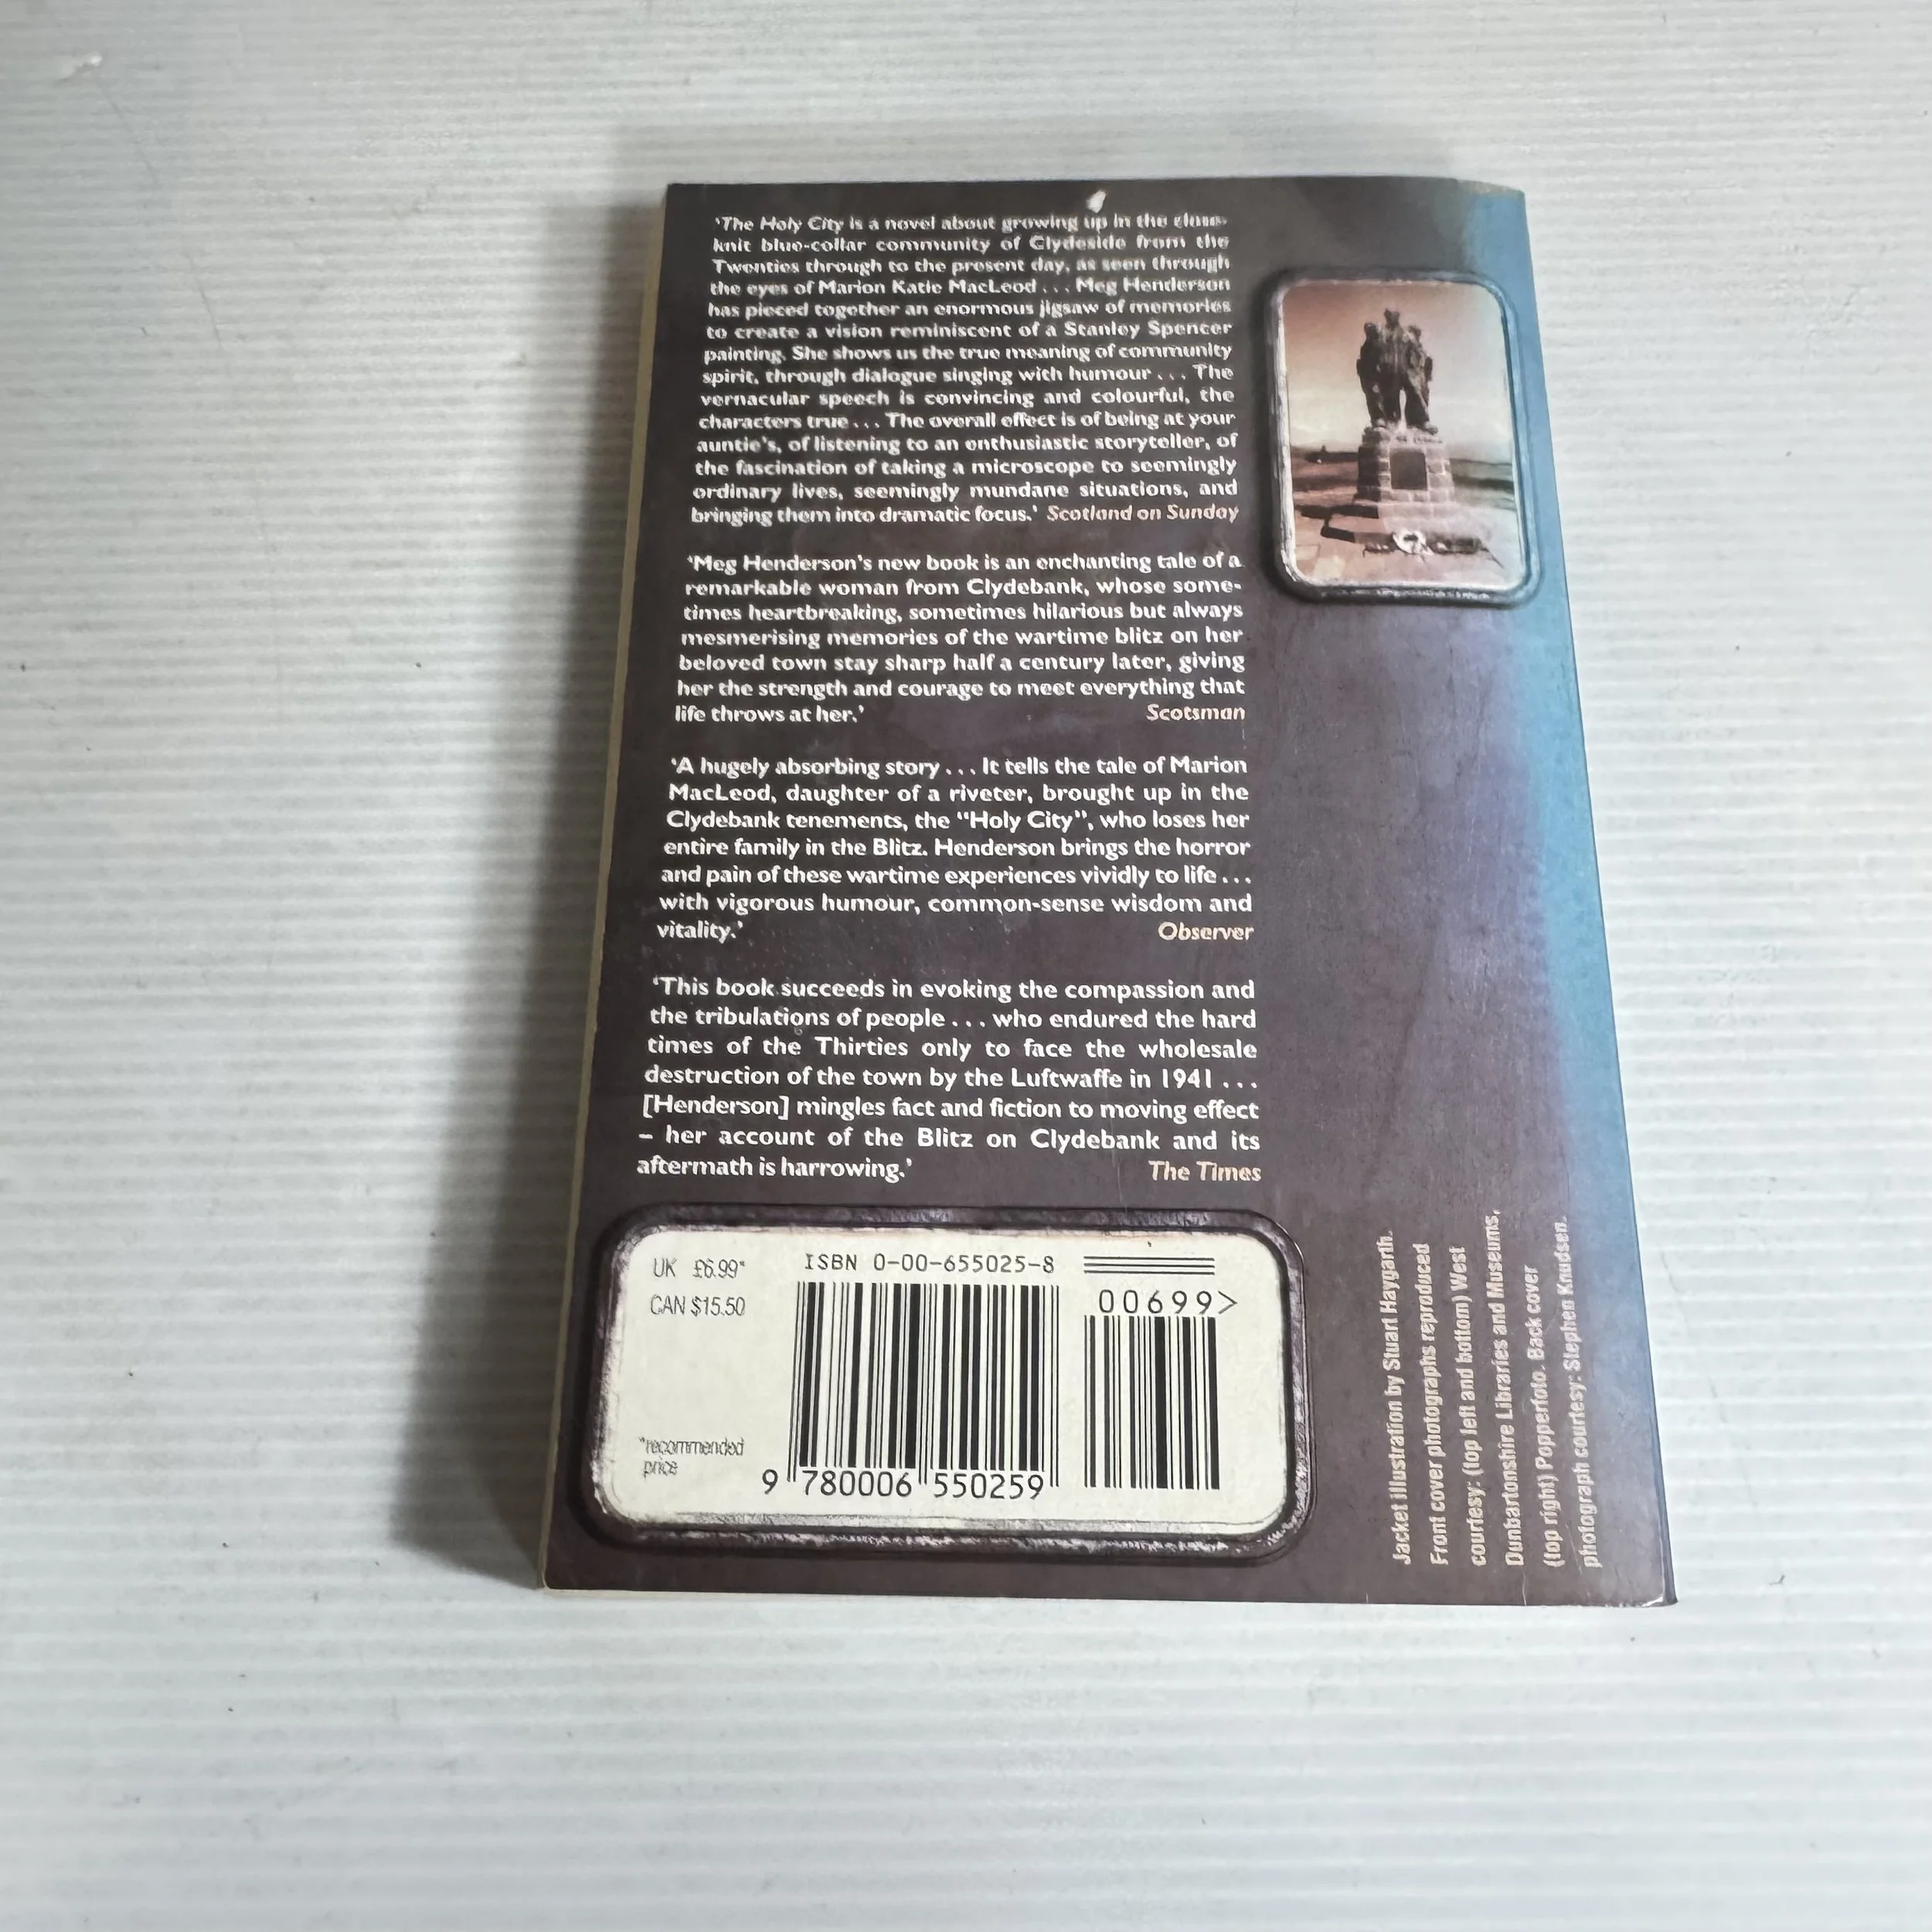 ‘The Holy City is a novel about growing up in the close-
knit blue-collar community of Clydeside from the
Twenties through to the present day, as seen through
the eyes of Marion Katie MacLeod . . . Meg Henderson
has pieced together an enormous jigsaw of memories
to create a vision reminiscent of a Stanley Spencer
painting. She shows us the true meaning of community
spirit, through dialogue singing with humour . . . The
vernacular speech is convincing and colourful, the
characters true . . . The overall effect is of being at your
auntie’s, of listening to an enthusiastic storyteller, of
the fascination of taking a microscope to seemingly
ordinary lives, seemingly mundane situations, and
bringing them into dramatic focus.’ Scotland on Sunday
‘Meg Henderson’s new book is an enchanting tale of a
remarkable woman from Clydebank, whose some-
times heartbreaking, sometimes hilarious but always
mesmerising memories of the wartime blitz on her
beloved town stay sharp half a century later, giving
her the strength and courage to meet everything that
life throws at her.’ Scotsman
‘A hugely absorbing story . . . It tells the tale of Marion
MacLeod, daughter of a riveter, brought up in the
Clydebank tenements, the “Holy City”, who loses her
entire family in the Blitz. Henderson brings the horror
and pain of these wartime experiences vividly to life . . .
with vigorous humour, common-sense wisdom and
vitality.’ Observer
‘This book succeeds in evoking the compassion and
the tribulations of people . . . who endured the hard
times of the Thirties only to face the wholesale
destruction of the town by the Luftwaffe in 1941 . . .
[Henderson] mingles fact and fiction to moving effect
– her account of the Blitz on Clydebank and its
aftermath is harrowing.’ The Times
UK £6.99*
CAN $15.50
*recommended
price
ISBN 0-00-655025-8
00699>
9 780006 550259
Jacket illustration by Stuart Haygarth.
Front cover photographs reproduced
courtesy: (top left and bottom) West
Dunbartonshire Libraries and Museums,
(top right) Popperfoto. Back cover
photograph courtesy: Stephen Knudsen.